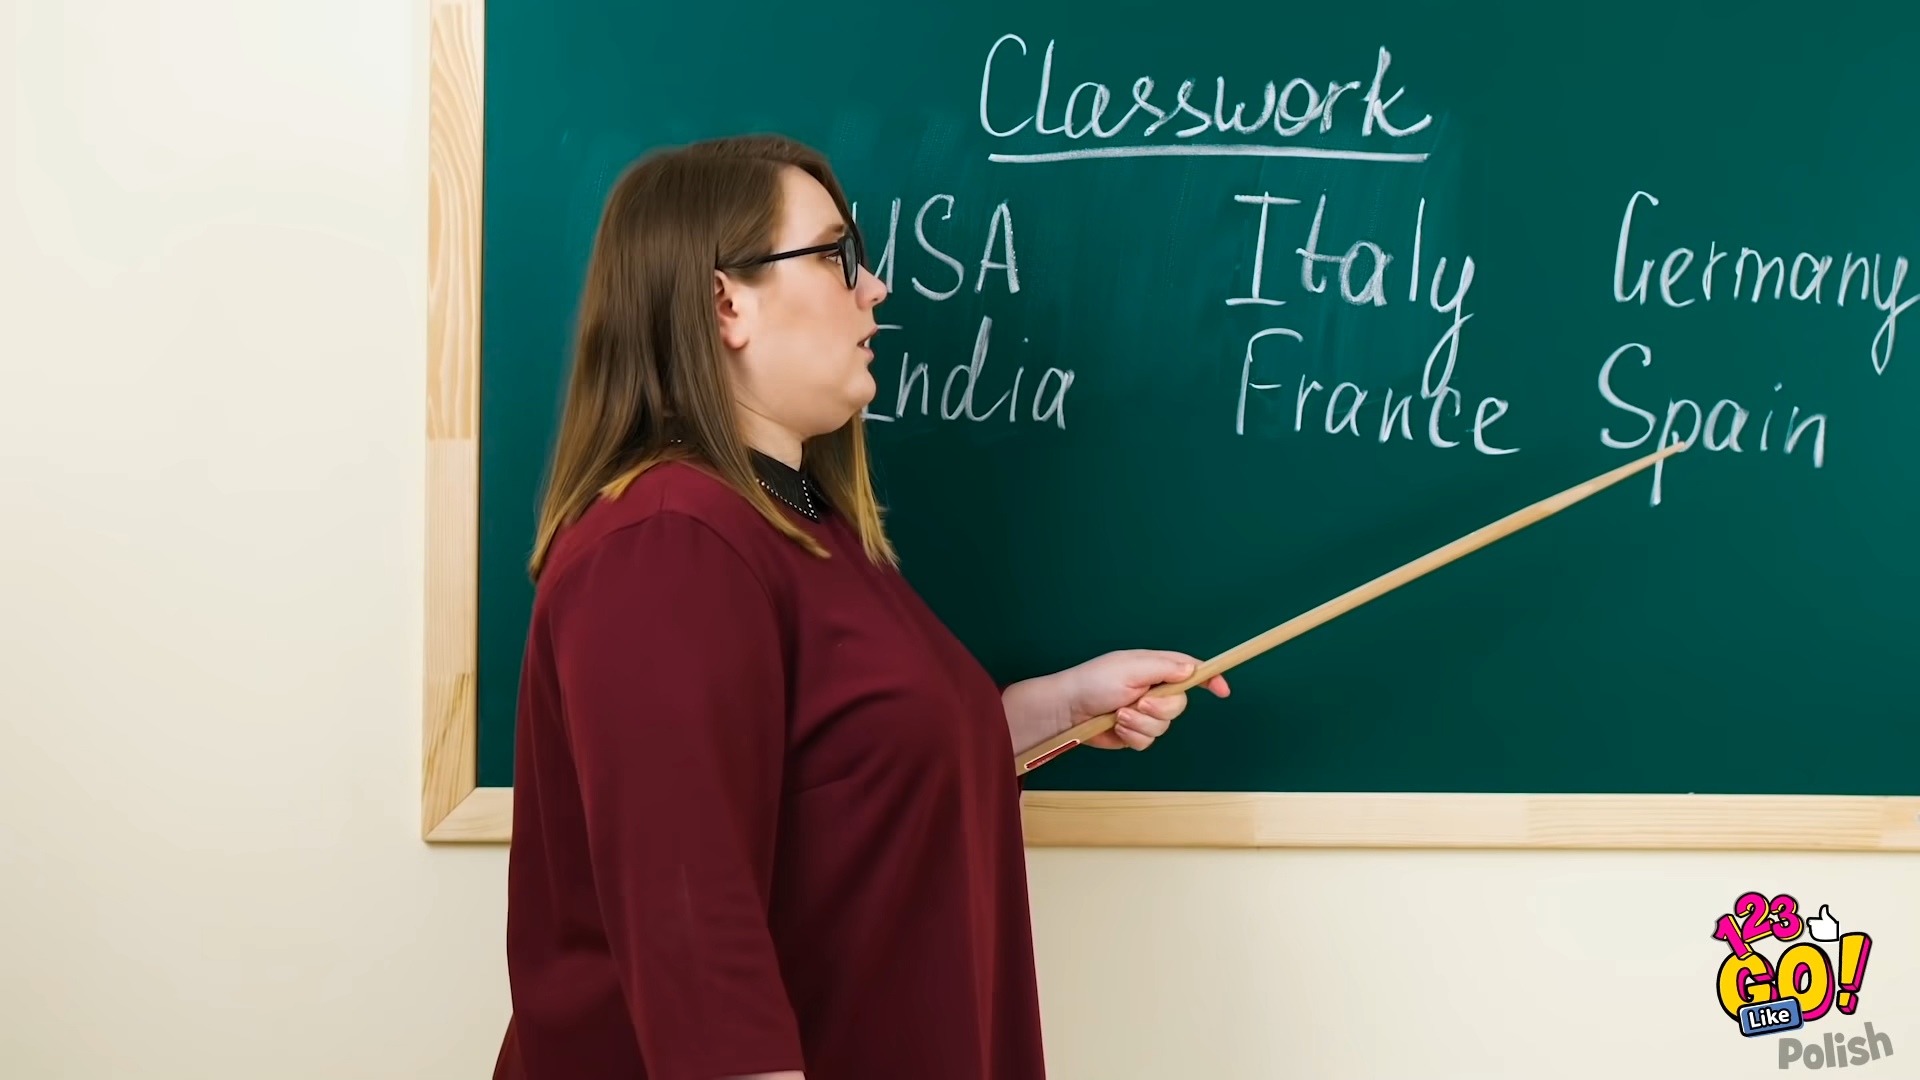 Classwork
USA Italy Germany
India France Spain
123
GO!
Like
Polish